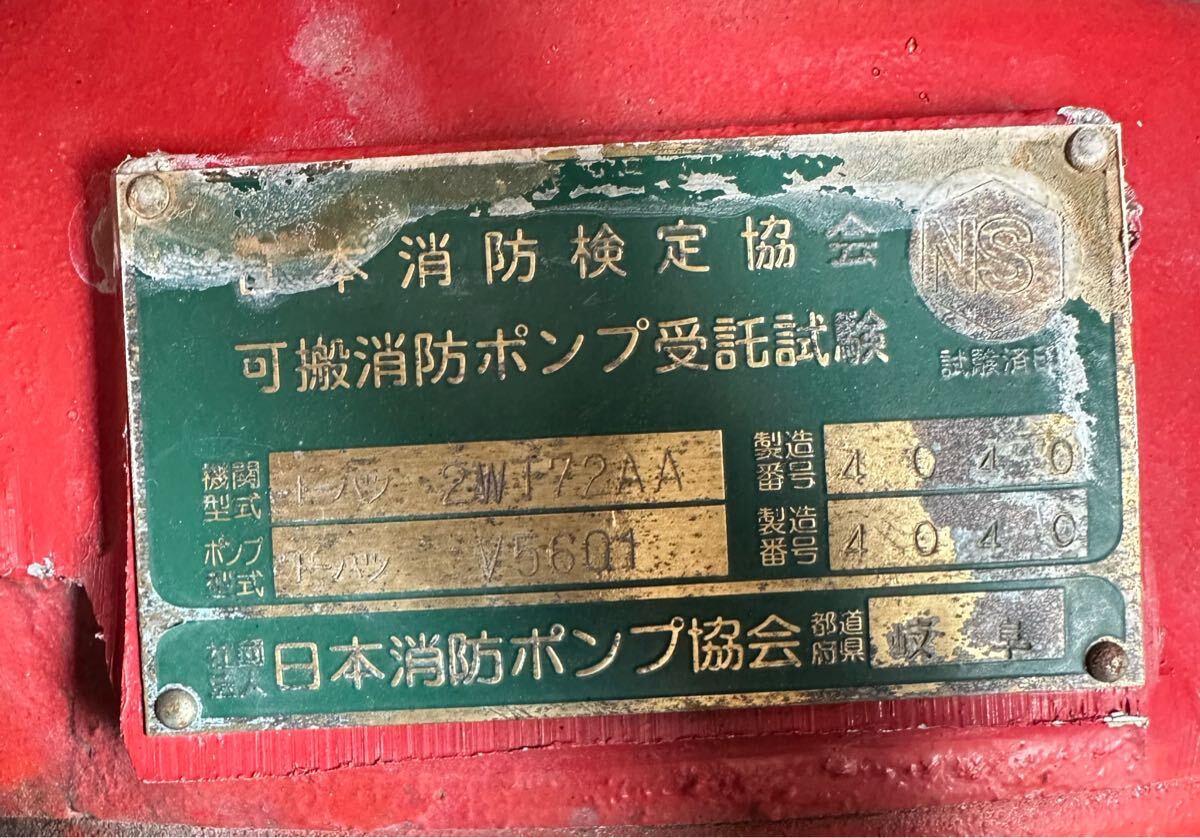 日本消防検定協会
NS
可搬消防ポンプ受託試験
試験済印
機関型式 トーハツ 2WT72AA 製造番号 4040
ポンプ型式 トーハツ V5601 製造番号 4040
社団法人 日本消防ポンプ協会 都道府県 岐阜